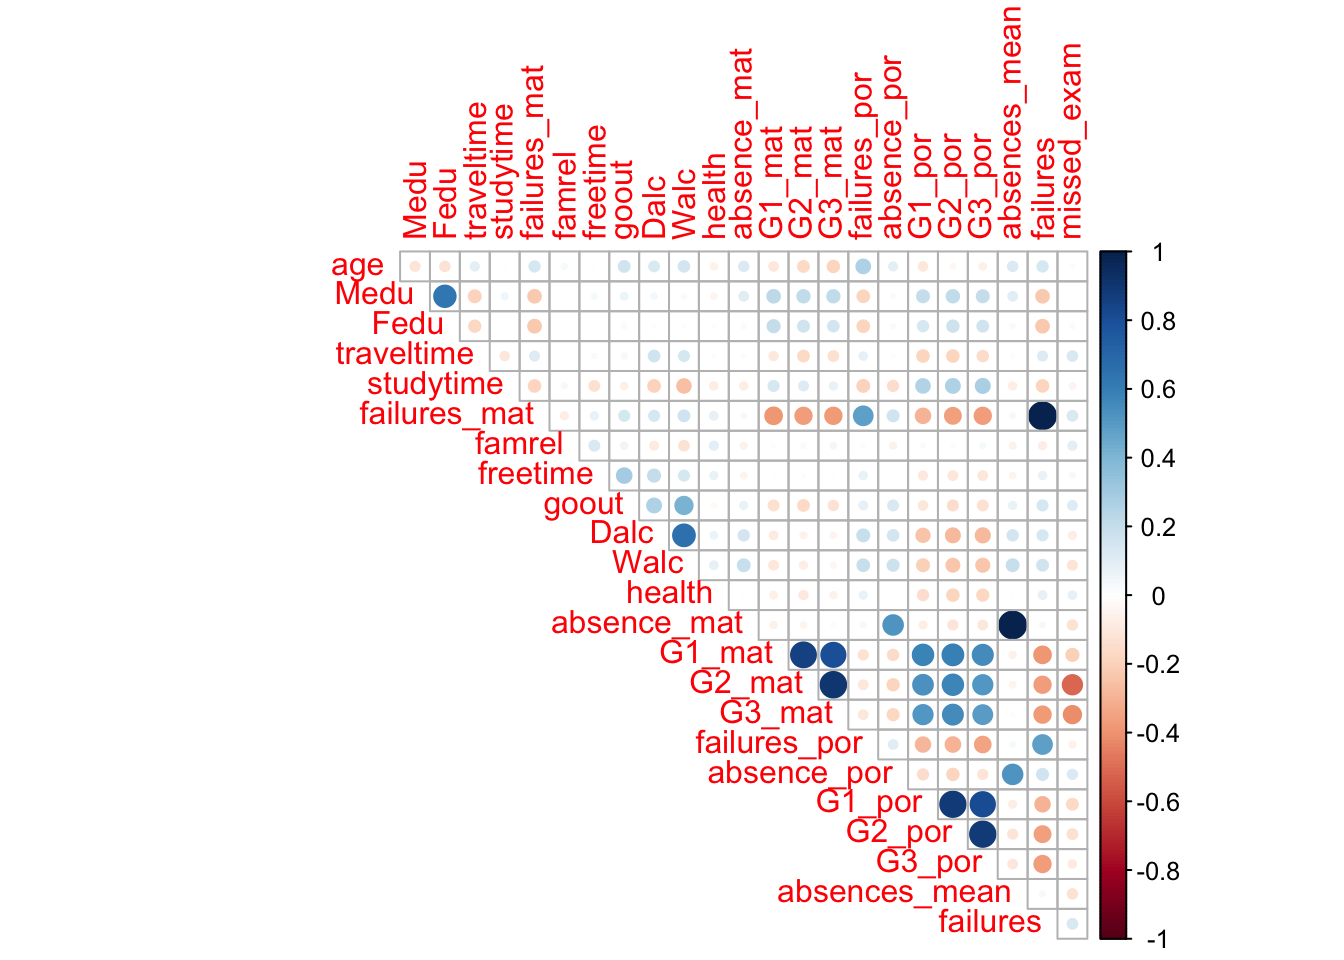 Medu
Fedu
traveltime
studytime
failures_mat
famrel
freetime
goout
Dalc
Walc
health
absence_mat
G1_mat
G2_mat
G3_mat
failures_por
absence_por
G1_por
G2_por
G3_por
absences_mean
failures
missed_exam
age
Medu
Fedu
traveltime
studytime
failures_mat
famrel
freetime
goout
Dalc
Walc
health
absence_mat
G1_mat
G2_mat
G3_mat
failures_por
absence_por
G1_por
G2_por
G3_por
absences_mean
failures
1
0.8
0.6
0.4
0.2
0
-0.2
-0.4
-0.6
-0.8
-1